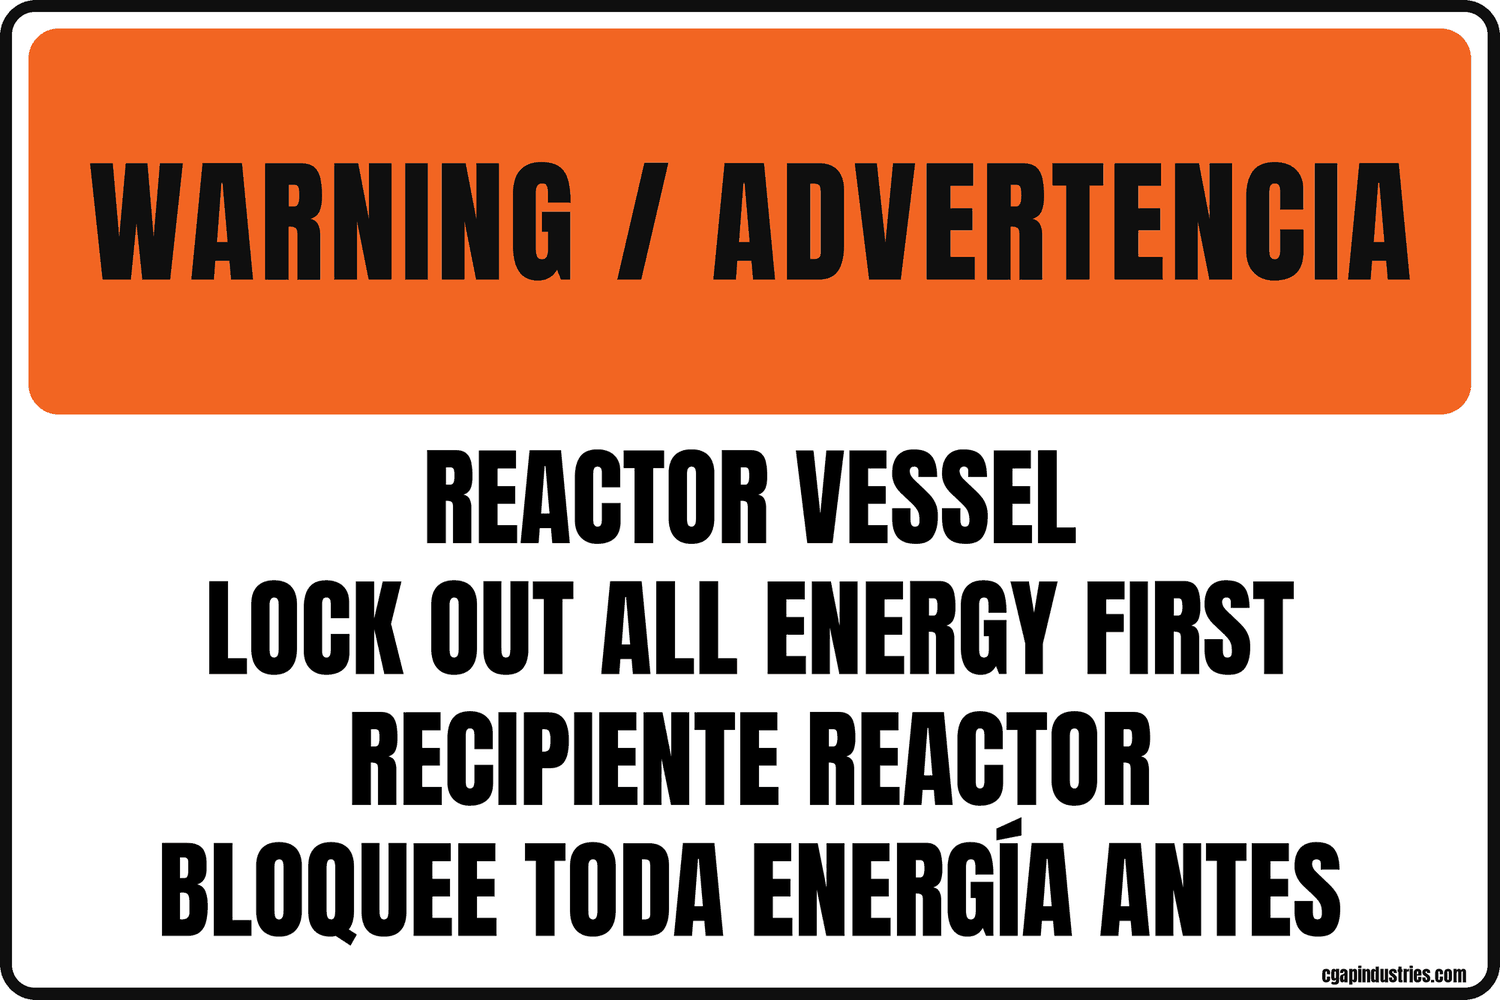 WARNING / ADVERTENCIA
REACTOR VESSEL
LOCK OUT ALL ENERGY FIRST
RECIPIENTE REACTOR
BLOQUEE TODA ENERGÍA ANTES
cgapindustries.com